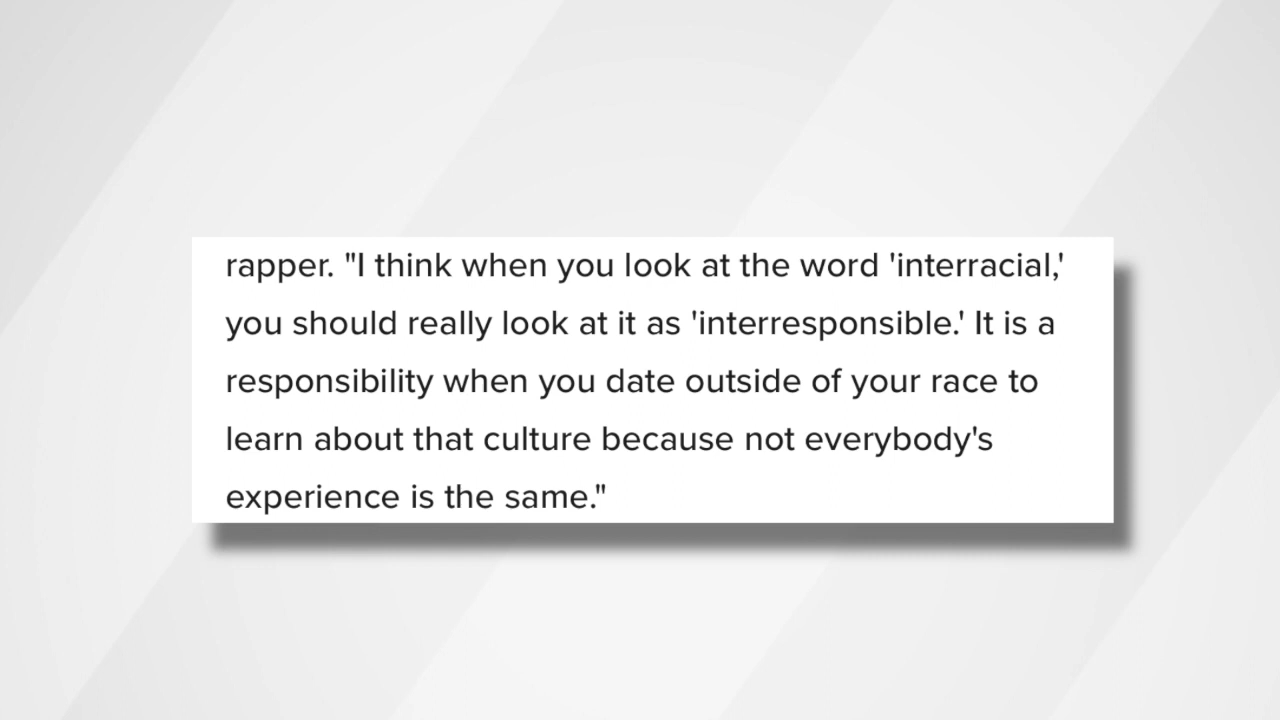 rapper. "I think when you look at the word 'interracial,'
you should really look at it as 'interresponsible.' It is a
responsibility when you date outside of your race to
learn about that culture because not everybody's
experience is the same."